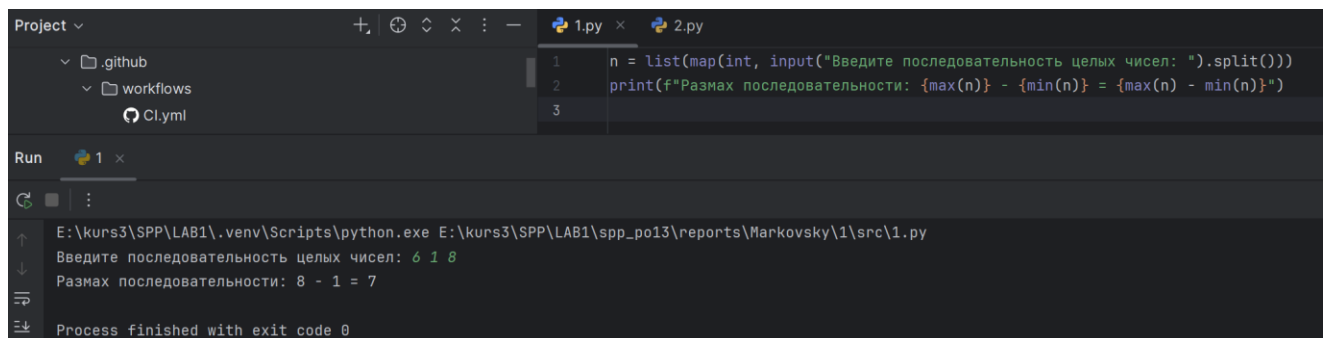 Project
1.py
2.py
.github
workflows
CI.yml
1 n = list(map(int, input("Введите последовательность целых чисел: ").split()))
2 print(f"Размах последовательности: {max(n)} - {min(n)} = {max(n) - min(n)}")
3
Run 1
E:\kurs3\SPP\LAB1\.venv\Scripts\python.exe E:\kurs3\SPP\LAB1\spp_po13\reports\Markovsky\1\src\1.py
Введите последовательность целых чисел: 6 1 8
Размах последовательности: 8 - 1 = 7
Process finished with exit code 0